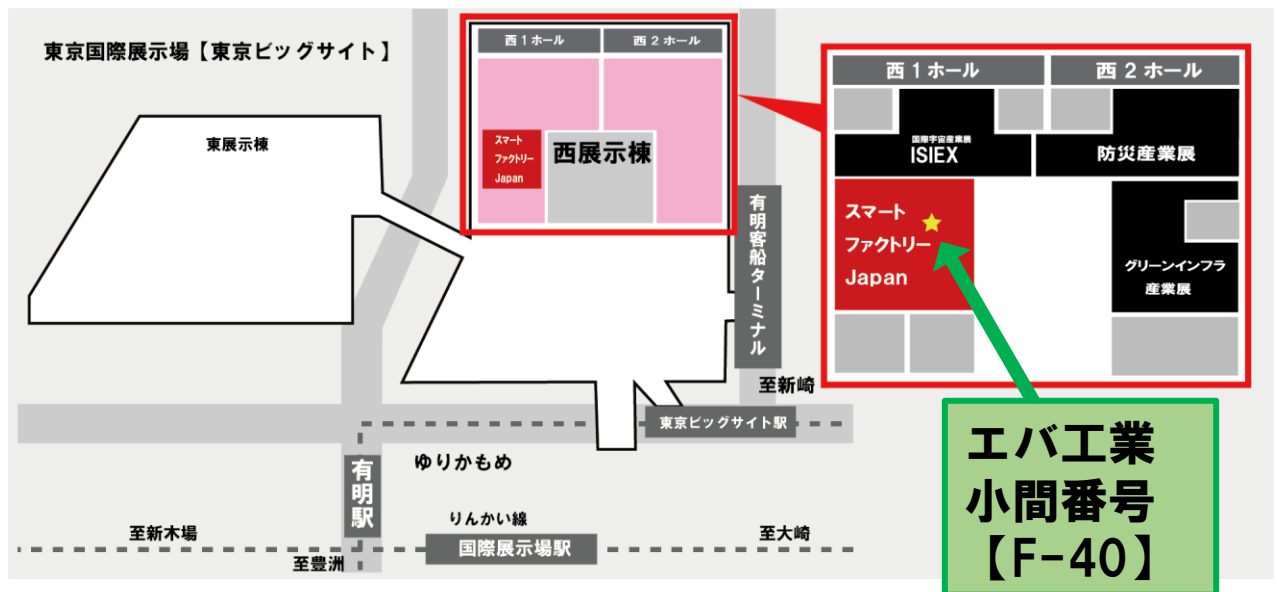 東京国際展示場【東京ビッグサイト】
東展示棟
西1ホール
西2ホール
スマート
ファクトリー
Japan
西展示棟
有明客船ターミナル
至新崎
東京ビッグサイト駅
ゆりかもめ
有明駅
りんかい線
国際展示場駅
至新木場
至大崎
至豊洲
西1ホール
西2ホール
国際宇宙産業展
ISIEX
防災産業展
スマート
ファクトリー
Japan
グリーンインフラ
産業展
エバ工業
小間番号
【F-40】